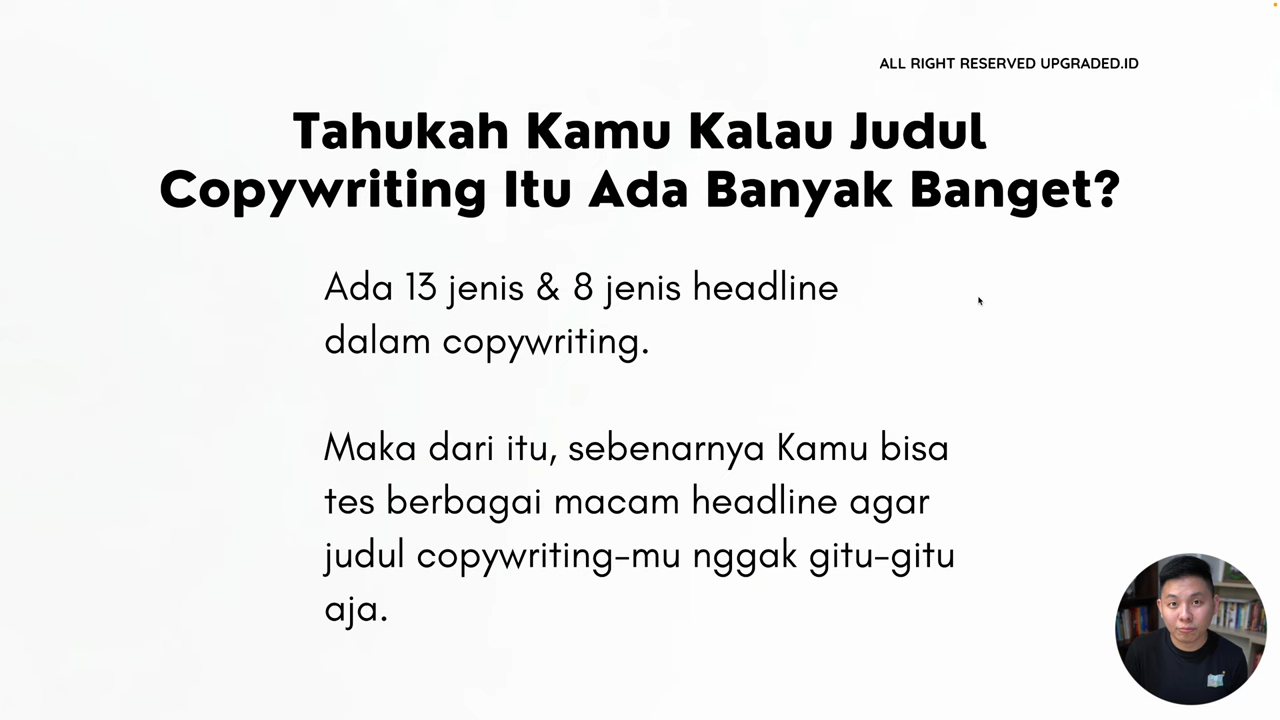 ALL RIGHT RESERVED UPGRADED.ID
Tahukah Kamu Kalau Judul
Copywriting Itu Ada Banyak Banget?
Ada 13 jenis & 8 jenis headline
dalam copywriting.
Maka dari itu, sebenarnya Kamu bisa
tes berbagai macam headline agar
judul copywriting-mu nggak gitu-gitu
aja.